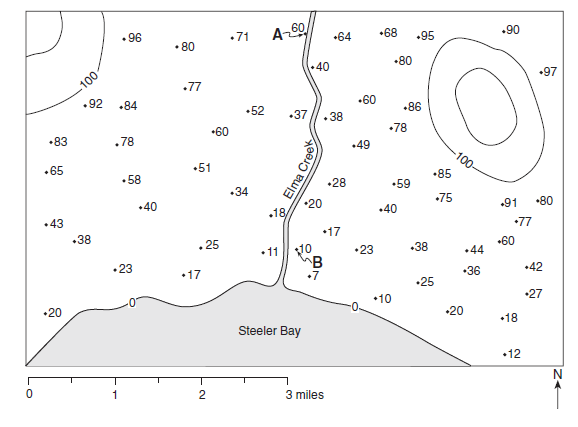 60 90
96 71 A 64 68 95
80
80
40 97
77
100
92 84 60 86
52 37 38
60 78
83 78 49
100
65 51 85
58 28 59
34 Elma Creek 75 91 80
40 18 20 40
43 77
17
38 25 11 10 23 38 44 60
B
23 17 7 36 42
25
27
0 0 10
20 20 18
Steeler Bay
12
N
0 1 2 3 miles